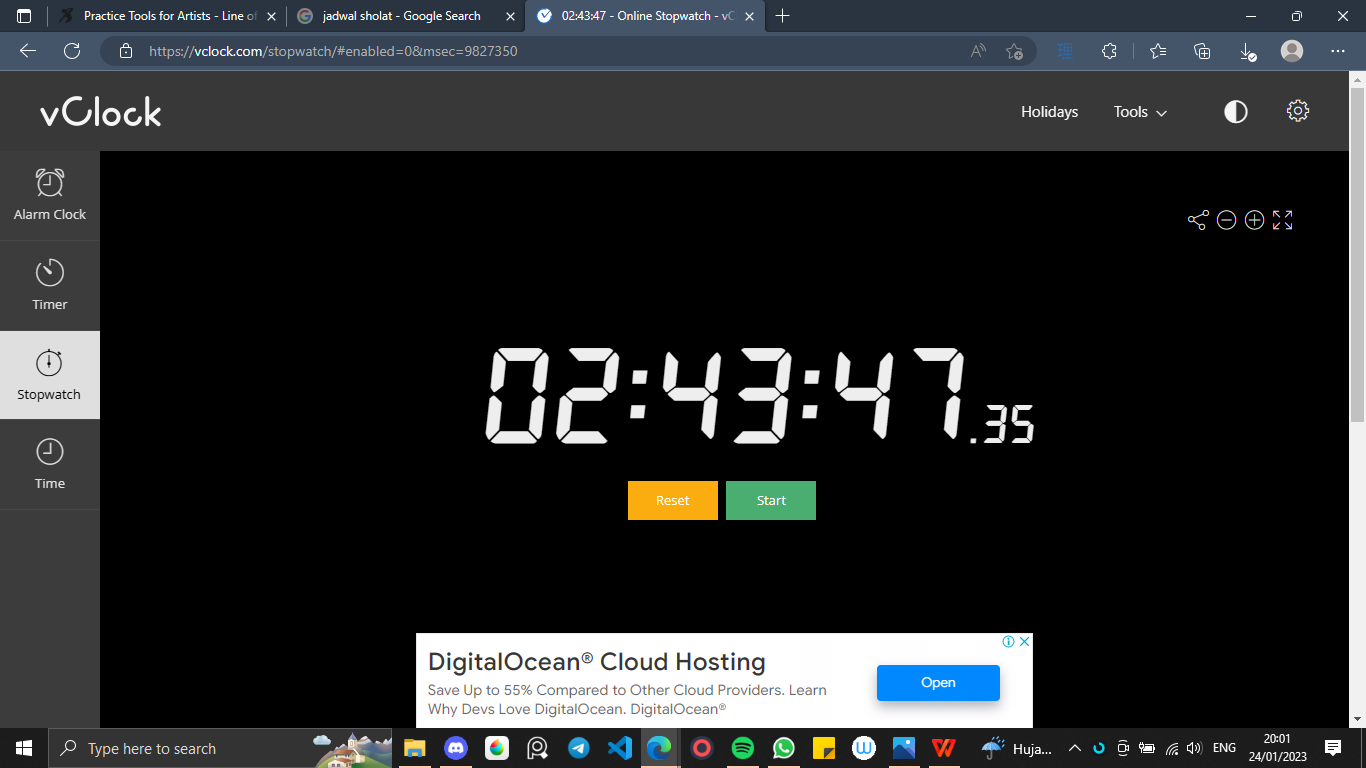 Practice Tools for Artists - Line of
jadwal sholat - Google Search
02:43:47 - Online Stopwatch - vC
https://vclock.com/stopwatch/#enabled=0&msec=9827350
vClock
Holidays
Tools
Alarm Clock
Timer
Stopwatch
Time
02:43:47.35
Reset
Start
DigitalOcean® Cloud Hosting
Save Up to 55% Compared to Other Cloud Providers. Learn
Why Devs Love DigitalOcean. DigitalOcean®
Open
Type here to search
Huja...
ENG
20:01
24/01/2023